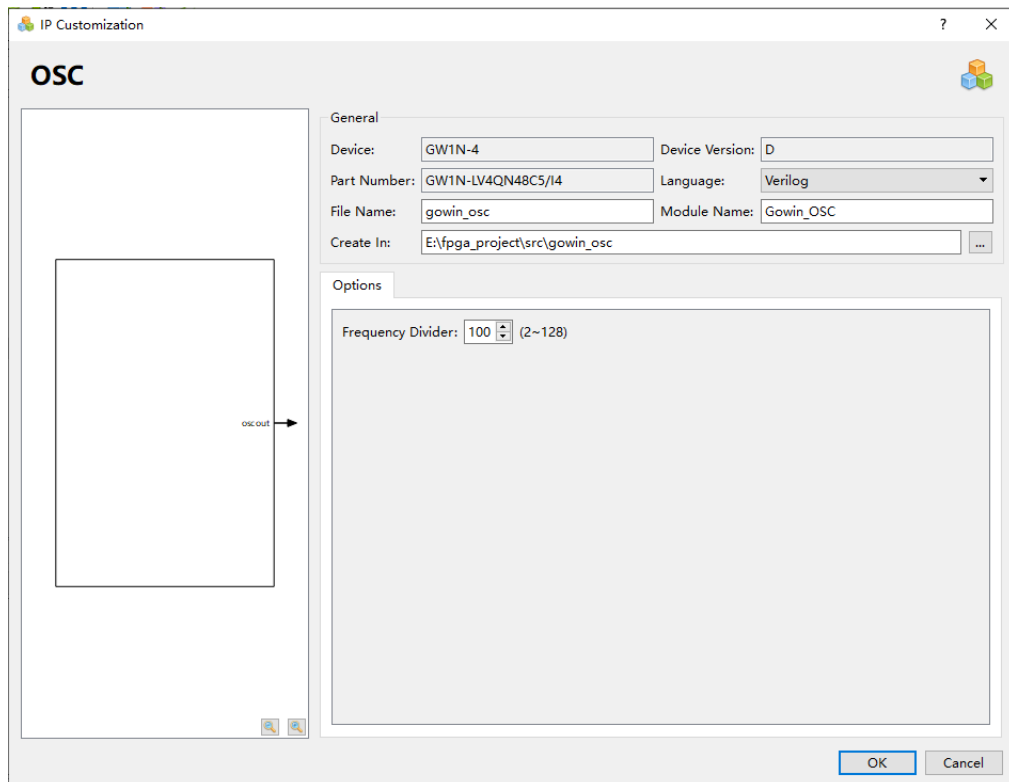 IP Customization
?
OSC
General
Device: GW1N-4 Device Version: D
Part Number: GW1N-LV4QN48C5/I4 Language: Verilog
File Name: gowin_osc Module Name: Gowin_OSC
Create In: E:\fpga_project\src\gowin_osc ...
Options
Frequency Divider: 100 (2~128)
oscout
OK Cancel